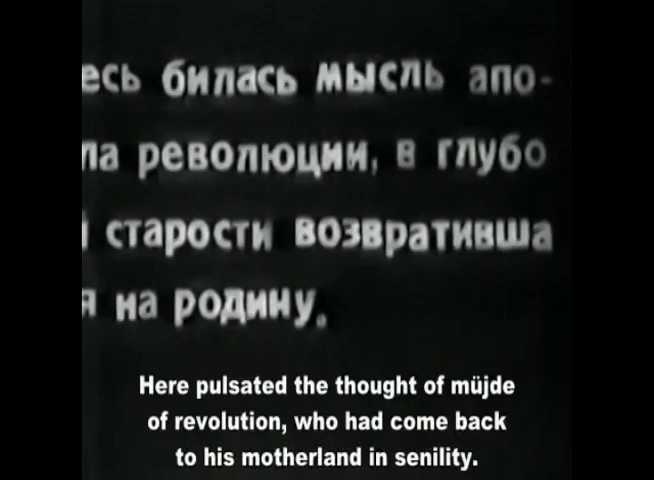 есь билась мысль апо-
ла революции, в глубо
й старости возвративша
я на родину.
Here pulsated the thought of müjde
of revolution, who had come back
to his motherland in senility.